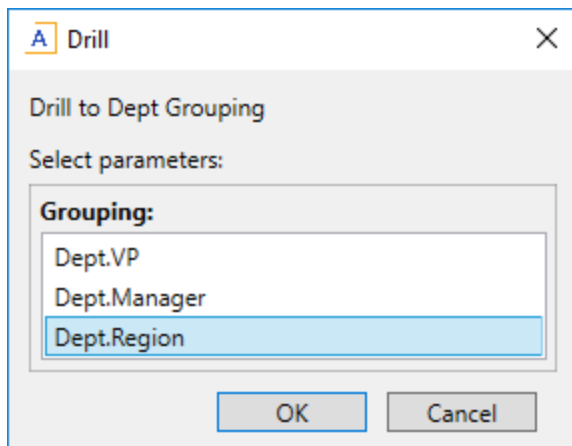 A Drill
Drill to Dept Grouping
Select parameters:
Grouping:
Dept.VP
Dept.Manager
Dept.Region
OK Cancel